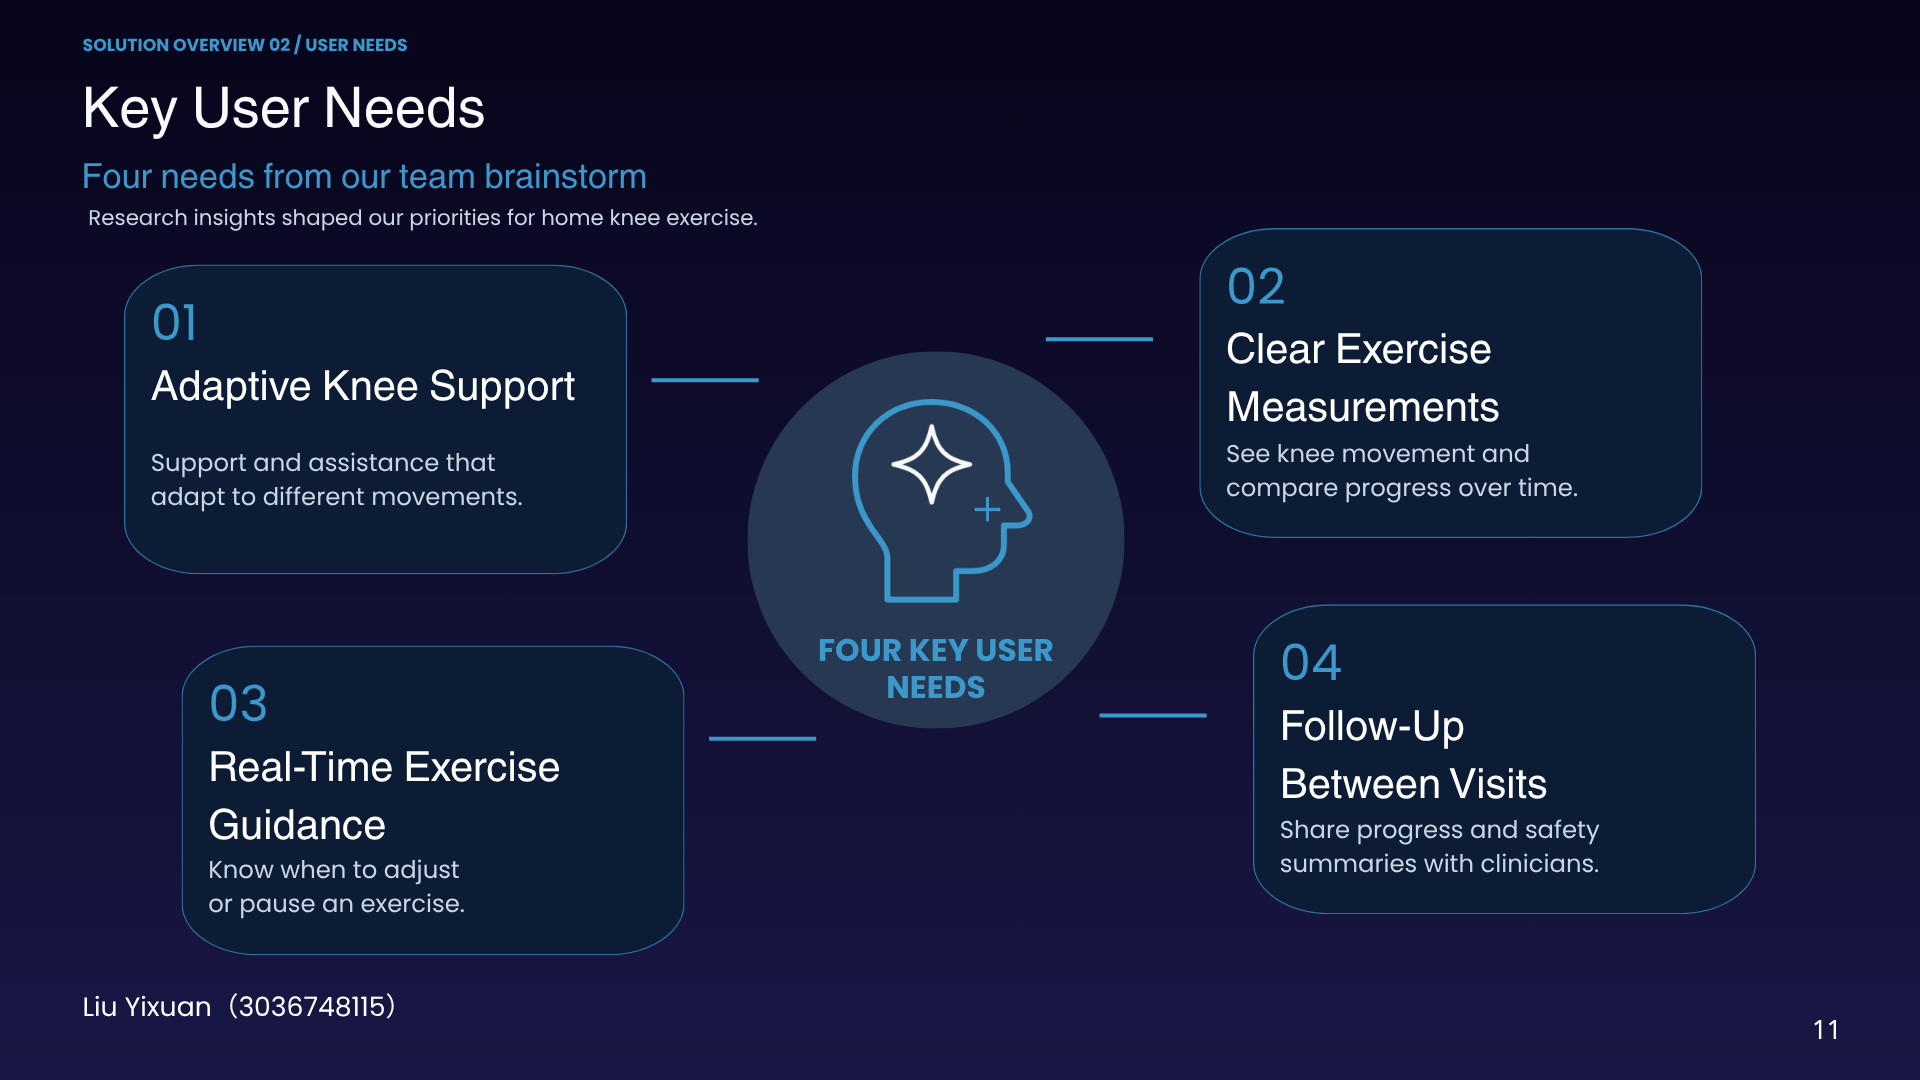 SOLUTION OVERVIEW 02 / USER NEEDS
Key User Needs
Four needs from our team brainstorm
Research insights shaped our priorities for home knee exercise.
01
Adaptive Knee Support
Support and assistance that
adapt to different movements.
02
Clear Exercise
Measurements
See knee movement and
compare progress over time.
FOUR KEY USER
NEEDS
03
Real-Time Exercise
Guidance
Know when to adjust
or pause an exercise.
04
Follow-Up
Between Visits
Share progress and safety
summaries with clinicians.
Liu Yixuan（3036748115）
11